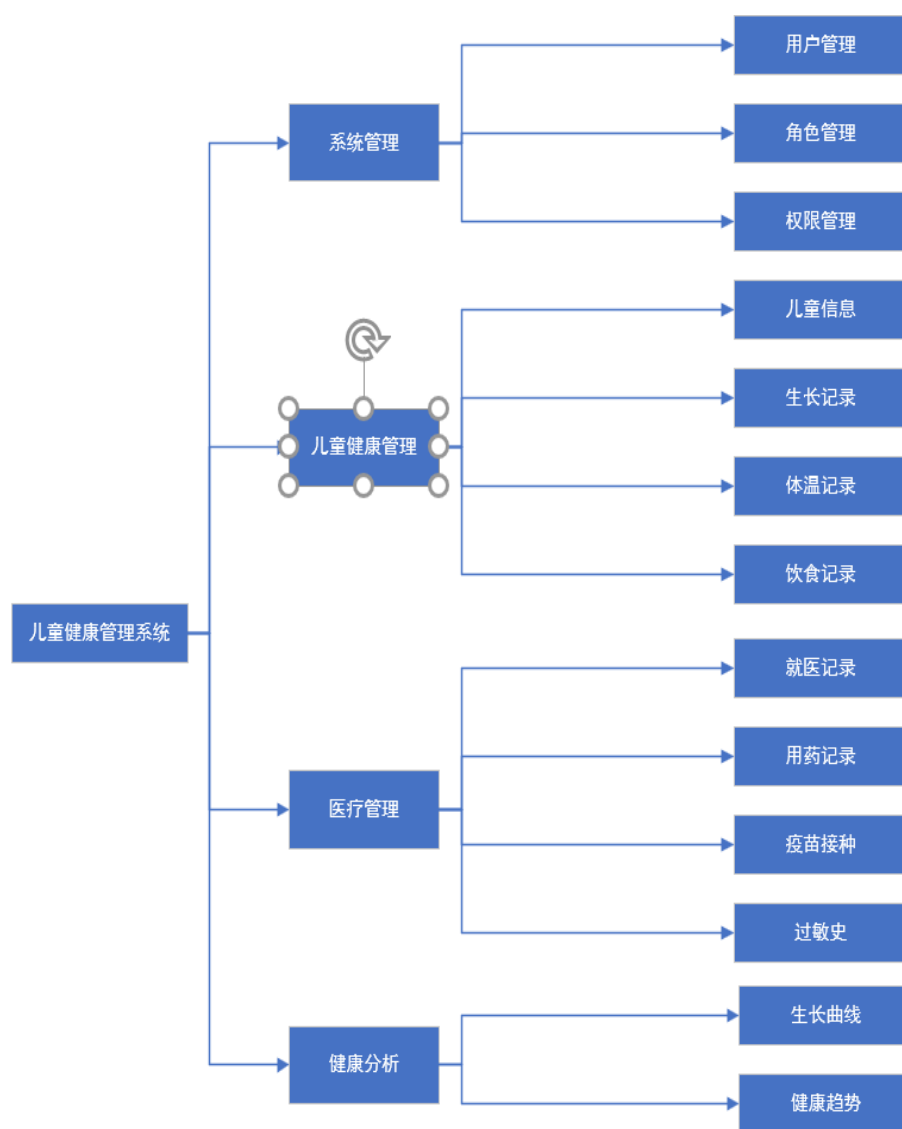 儿童健康管理系统
系统管理
用户管理
角色管理
权限管理
儿童健康管理
儿童信息
生长记录
体温记录
饮食记录
医疗管理
就医记录
用药记录
疫苗接种
过敏史
健康分析
生长曲线
健康趋势